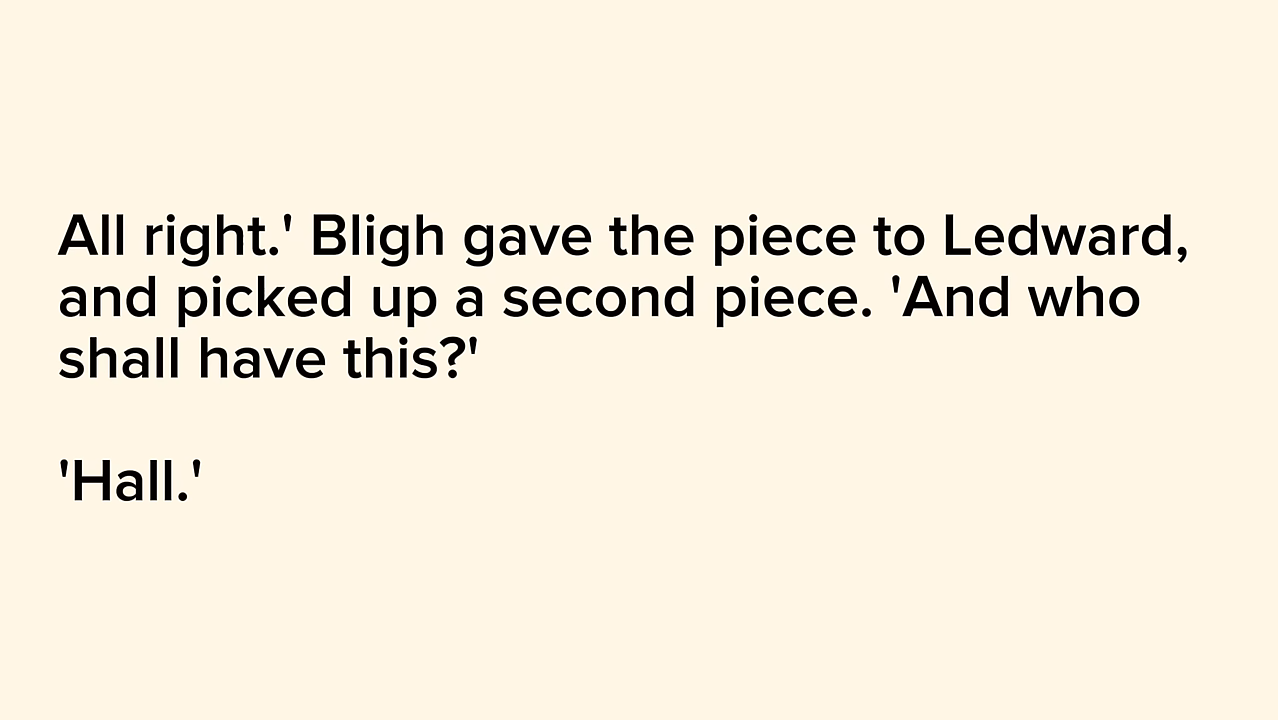 All right.' Bligh gave the piece to Ledward,
and picked up a second piece. 'And who
shall have this?'
'Hall.'